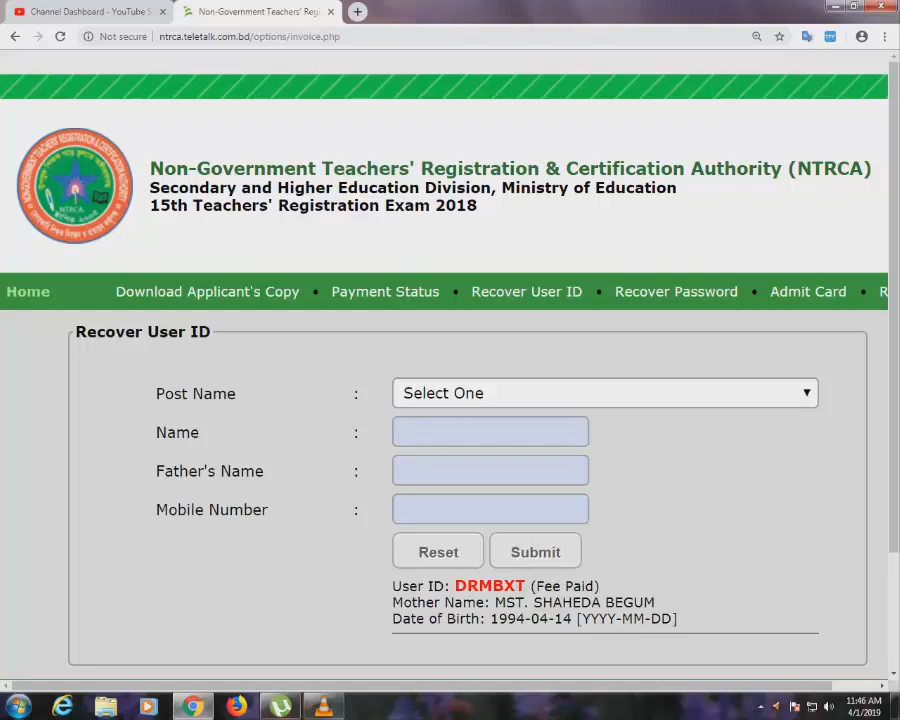 Channel Dashboard - YouTube S
Non-Government Teachers' Regi
Not secure
ntrca.teletalk.com.bd/options/invoice.php
Non-Government Teachers' Registration & Certification Authority (NTRCA)
Secondary and Higher Education Division, Ministry of Education
15th Teachers' Registration Exam 2018
NTRCA
Home
Download Applicant's Copy • Payment Status • Recover User ID • Recover Password • Admit Card • R
Recover User ID
Post Name : Select One
Name :
Father's Name :
Mobile Number :
Reset Submit
User ID: DRMBXT (Fee Paid)
Mother Name: MST. SHAHEDA BEGUM
Date of Birth: 1994-04-14 [YYYY-MM-DD]
11:46 AM
4/1/2019